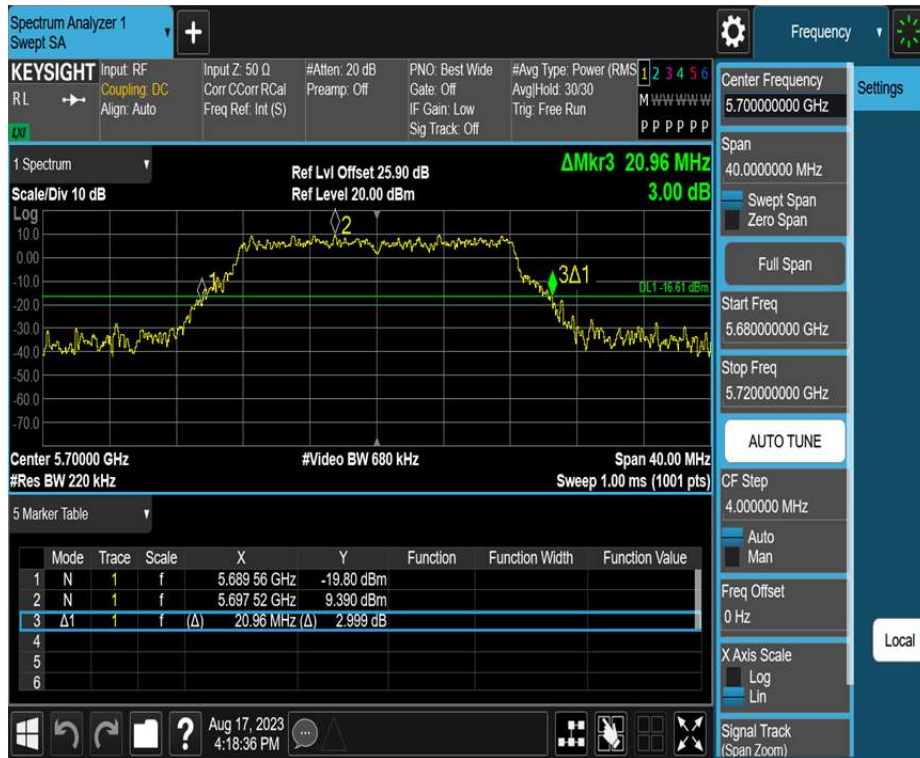 Spectrum Analyzer 1
Swept SA
+
Frequency
KEYSIGHT
RL
LXI
Input: RF
Coupling: DC
Align: Auto
Input Z: 50 Ω
Corr CCorr RCal
Freq Ref: Int (S)
#Atten: 20 dB
Preamp: Off
PNO: Best Wide
Gate: Off
IF Gain: Low
Sig Track: Off
#Avg Type: Power (RMS
Avg|Hold: 30/30
Trig: Free Run
1 2 3 4 5 6
M W W W W W
P P P P P P
Center Frequency
5.700000000 GHz
Settings
Span
40.0000000 MHz
Swept Span
Zero Span
Full Span
Start Freq
5.680000000 GHz
Stop Freq
5.720000000 GHz
AUTO TUNE
CF Step
4.000000 MHz
Auto
Man
Freq Offset
0 Hz
X Axis Scale
Log
Lin
Signal Track
(Span Zoom)
Local
1 Spectrum
Scale/Div 10 dB
Ref Lvl Offset 25.90 dB
Ref Level 20.00 dBm
ΔMkr3 20.96 MHz
3.00 dB
Log
10.0
0.00
-10.0
-20.0
-30.0
-40.0
-50.0
-60.0
-70.0
1
2
3Δ1
DL1 -16.61 dBm
Center 5.70000 GHz
#Res BW 220 kHz
#Video BW 680 kHz
Span 40.00 MHz
Sweep 1.00 ms (1001 pts)
5 Marker Table
Mode Trace Scale X Y Function Function Width Function Value
1 N 1 f 5.689 56 GHz -19.80 dBm
2 N 1 f 5.697 52 GHz 9.390 dBm
3 Δ1 1 f (Δ) 20.96 MHz (Δ) 2.999 dB
4
5
6
?
Aug 17, 2023
4:18:36 PM